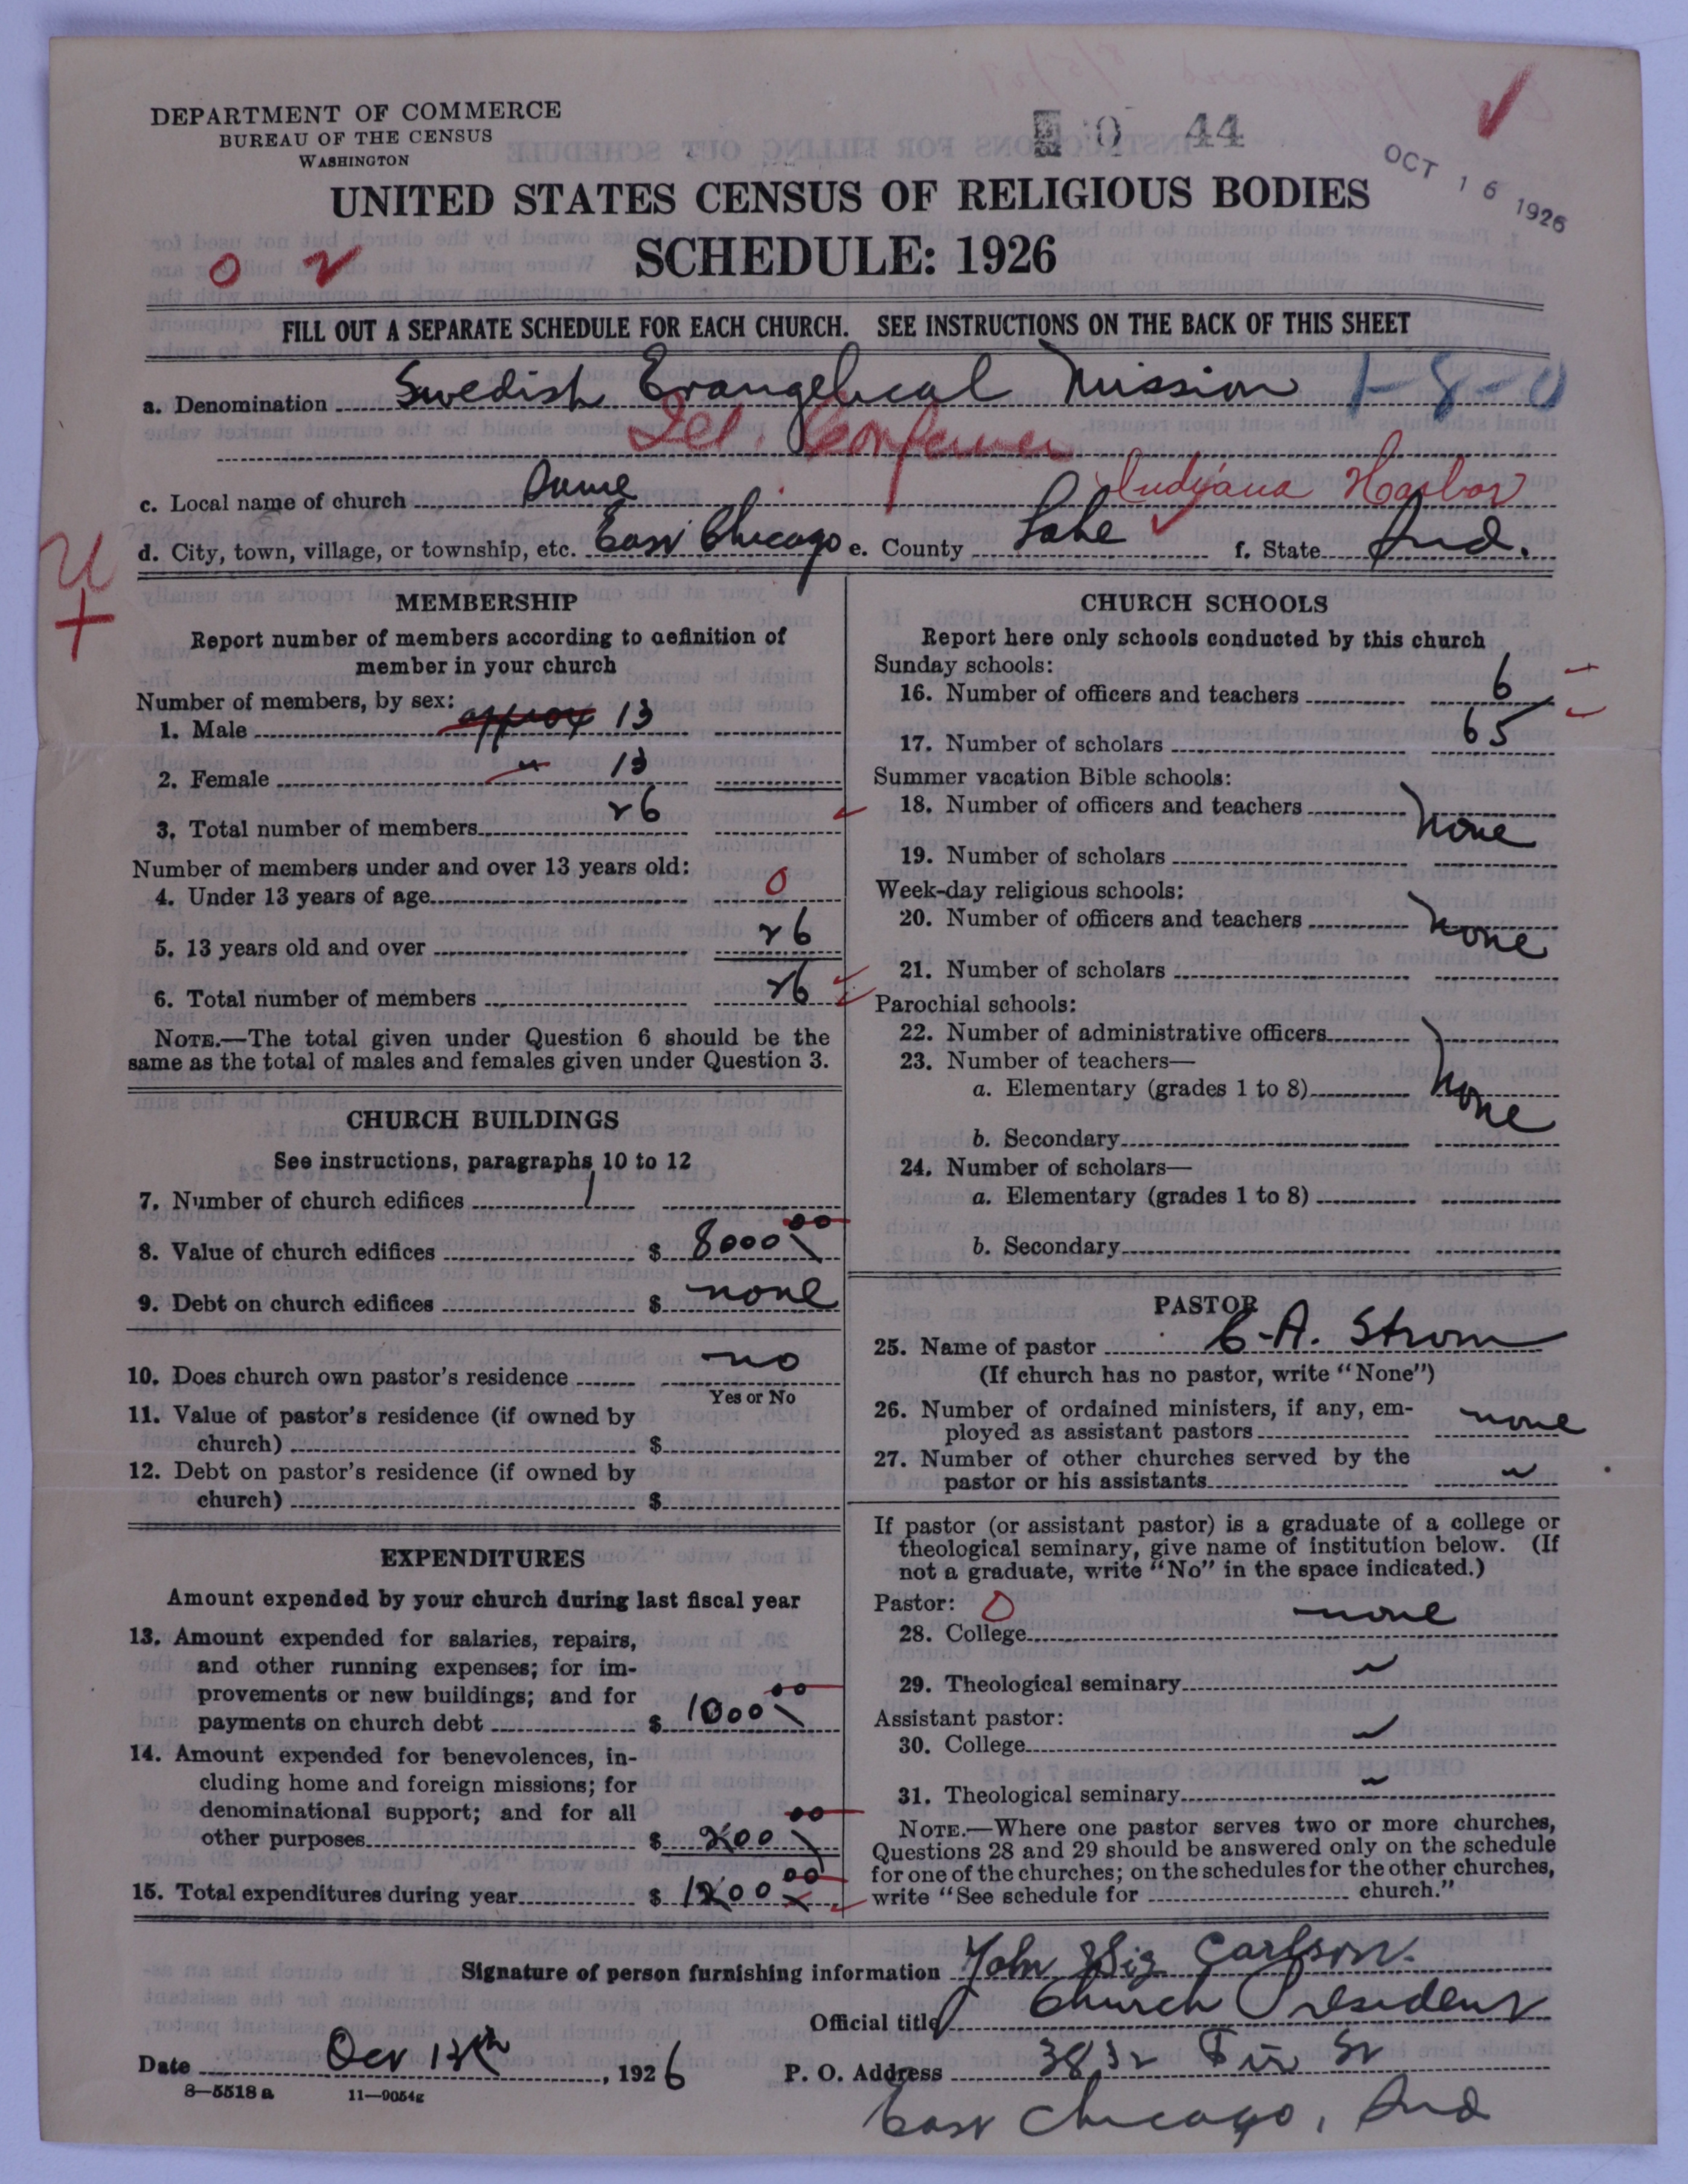 DEPARTMENT OF COMMERCE
BUREAU OF THE CENSUS
WASHINGTON
0 44
OCT 16 1926
UNITED STATES CENSUS OF RELIGIOUS BODIES
SCHEDULE: 1926
FILL OUT A SEPARATE SCHEDULE FOR EACH CHURCH. SEE INSTRUCTIONS ON THE BACK OF THIS SHEET
a. Denomination Swedish Evangelical Mission 1-8-0
c. Local name of church Same Indiana Harbor
d. City, town, village, or township, etc. East Chicago e. County Lake f. State Ind.
MEMBERSHIP
Report number of members according to definition of
member in your church
Number of members, by sex:
1. Male approx 13
2. Female " 13
3. Total number of members 26
Number of members under and over 13 years old:
4. Under 13 years of age 0
5. 13 years old and over 26
6. Total number of members 26
NOTE.—The total given under Question 6 should be the
same as the total of males and females given under Question 3.
CHURCH BUILDINGS
See instructions, paragraphs 10 to 12
7. Number of church edifices 1
8. Value of church edifices $ 8000 00
9. Debt on church edifices $ none
10. Does church own pastor's residence no
Yes or No
11. Value of pastor's residence (if owned by
church) $
12. Debt on pastor's residence (if owned by
church) $
EXPENDITURES
Amount expended by your church during last fiscal year
13. Amount expended for salaries, repairs,
and other running expenses; for im-
provements or new buildings; and for
payments on church debt $ 1000 00
14. Amount expended for benevolences, in-
cluding home and foreign missions; for
denominational support; and for all
other purposes $ 200 00
15. Total expenditures during year $ 1200 00
CHURCH SCHOOLS
Report here only schools conducted by this church
Sunday schools:
16. Number of officers and teachers 6
17. Number of scholars 65
Summer vacation Bible schools:
18. Number of officers and teachers none
19. Number of scholars
Week-day religious schools:
20. Number of officers and teachers none
21. Number of scholars
Parochial schools:
22. Number of administrative officers
23. Number of teachers—
a. Elementary (grades 1 to 8) none
b. Secondary
24. Number of scholars—
a. Elementary (grades 1 to 8)
b. Secondary
PASTOR
25. Name of pastor C-A. Strom
(If church has no pastor, write "None")
26. Number of ordained ministers, if any, em-
ployed as assistant pastors none
27. Number of other churches served by the
pastor or his assistants "
If pastor (or assistant pastor) is a graduate of a college or
theological seminary, give name of institution below. (If
not a graduate, write "No" in the space indicated.)
Pastor: 0
28. College none
29. Theological seminary "
Assistant pastor:
30. College "
31. Theological seminary "
NOTE.—Where one pastor serves two or more churches,
Questions 28 and 29 should be answered only on the schedule
for one of the churches; on the schedules for the other churches,
write "See schedule for church."
Signature of person furnishing information John Sig Carlson.
Official title Church President
Date Oct 12th, 1926 P. O. Address 3832 Fir St
8—5518 a 11—9054g
East Chicago, Ind